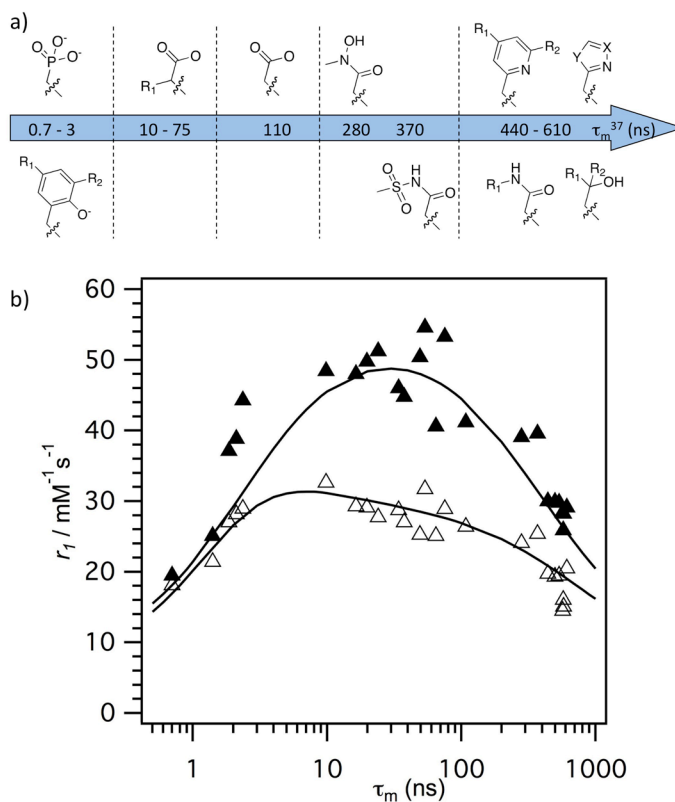 a)
O O⁻ P O⁻
O O R₁
O O
OH N O
R₁ R₂ N
X Y N
0.7 - 3 10 - 75 110 280 370 440 - 610 τₘ³⁷ (ns)
R₁ R₂ O⁻
O H S N O O
H R₁ N O
R₁ R₂ OH
b)
60
50
40
30
20
10
0
r₁ / mM⁻¹ s⁻¹
1 10 100 1000
τₘ (ns)